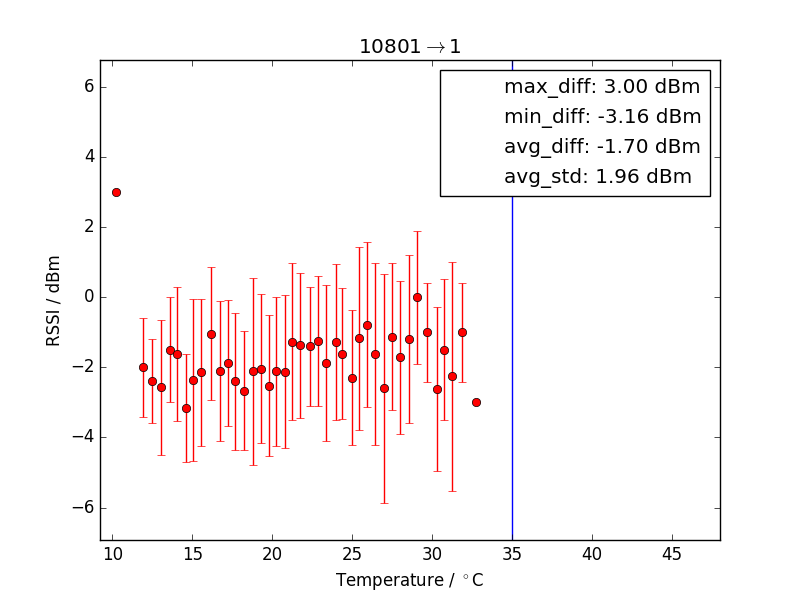 10801→1
max_diff: 3.00 dBm
min_diff: -3.16 dBm
avg_diff: -1.70 dBm
avg_std: 1.96 dBm
RSSI / dBm
6
4
2
0
−2
−4
−6
10 15 20 25 30 35 40 45
Temperature / °C